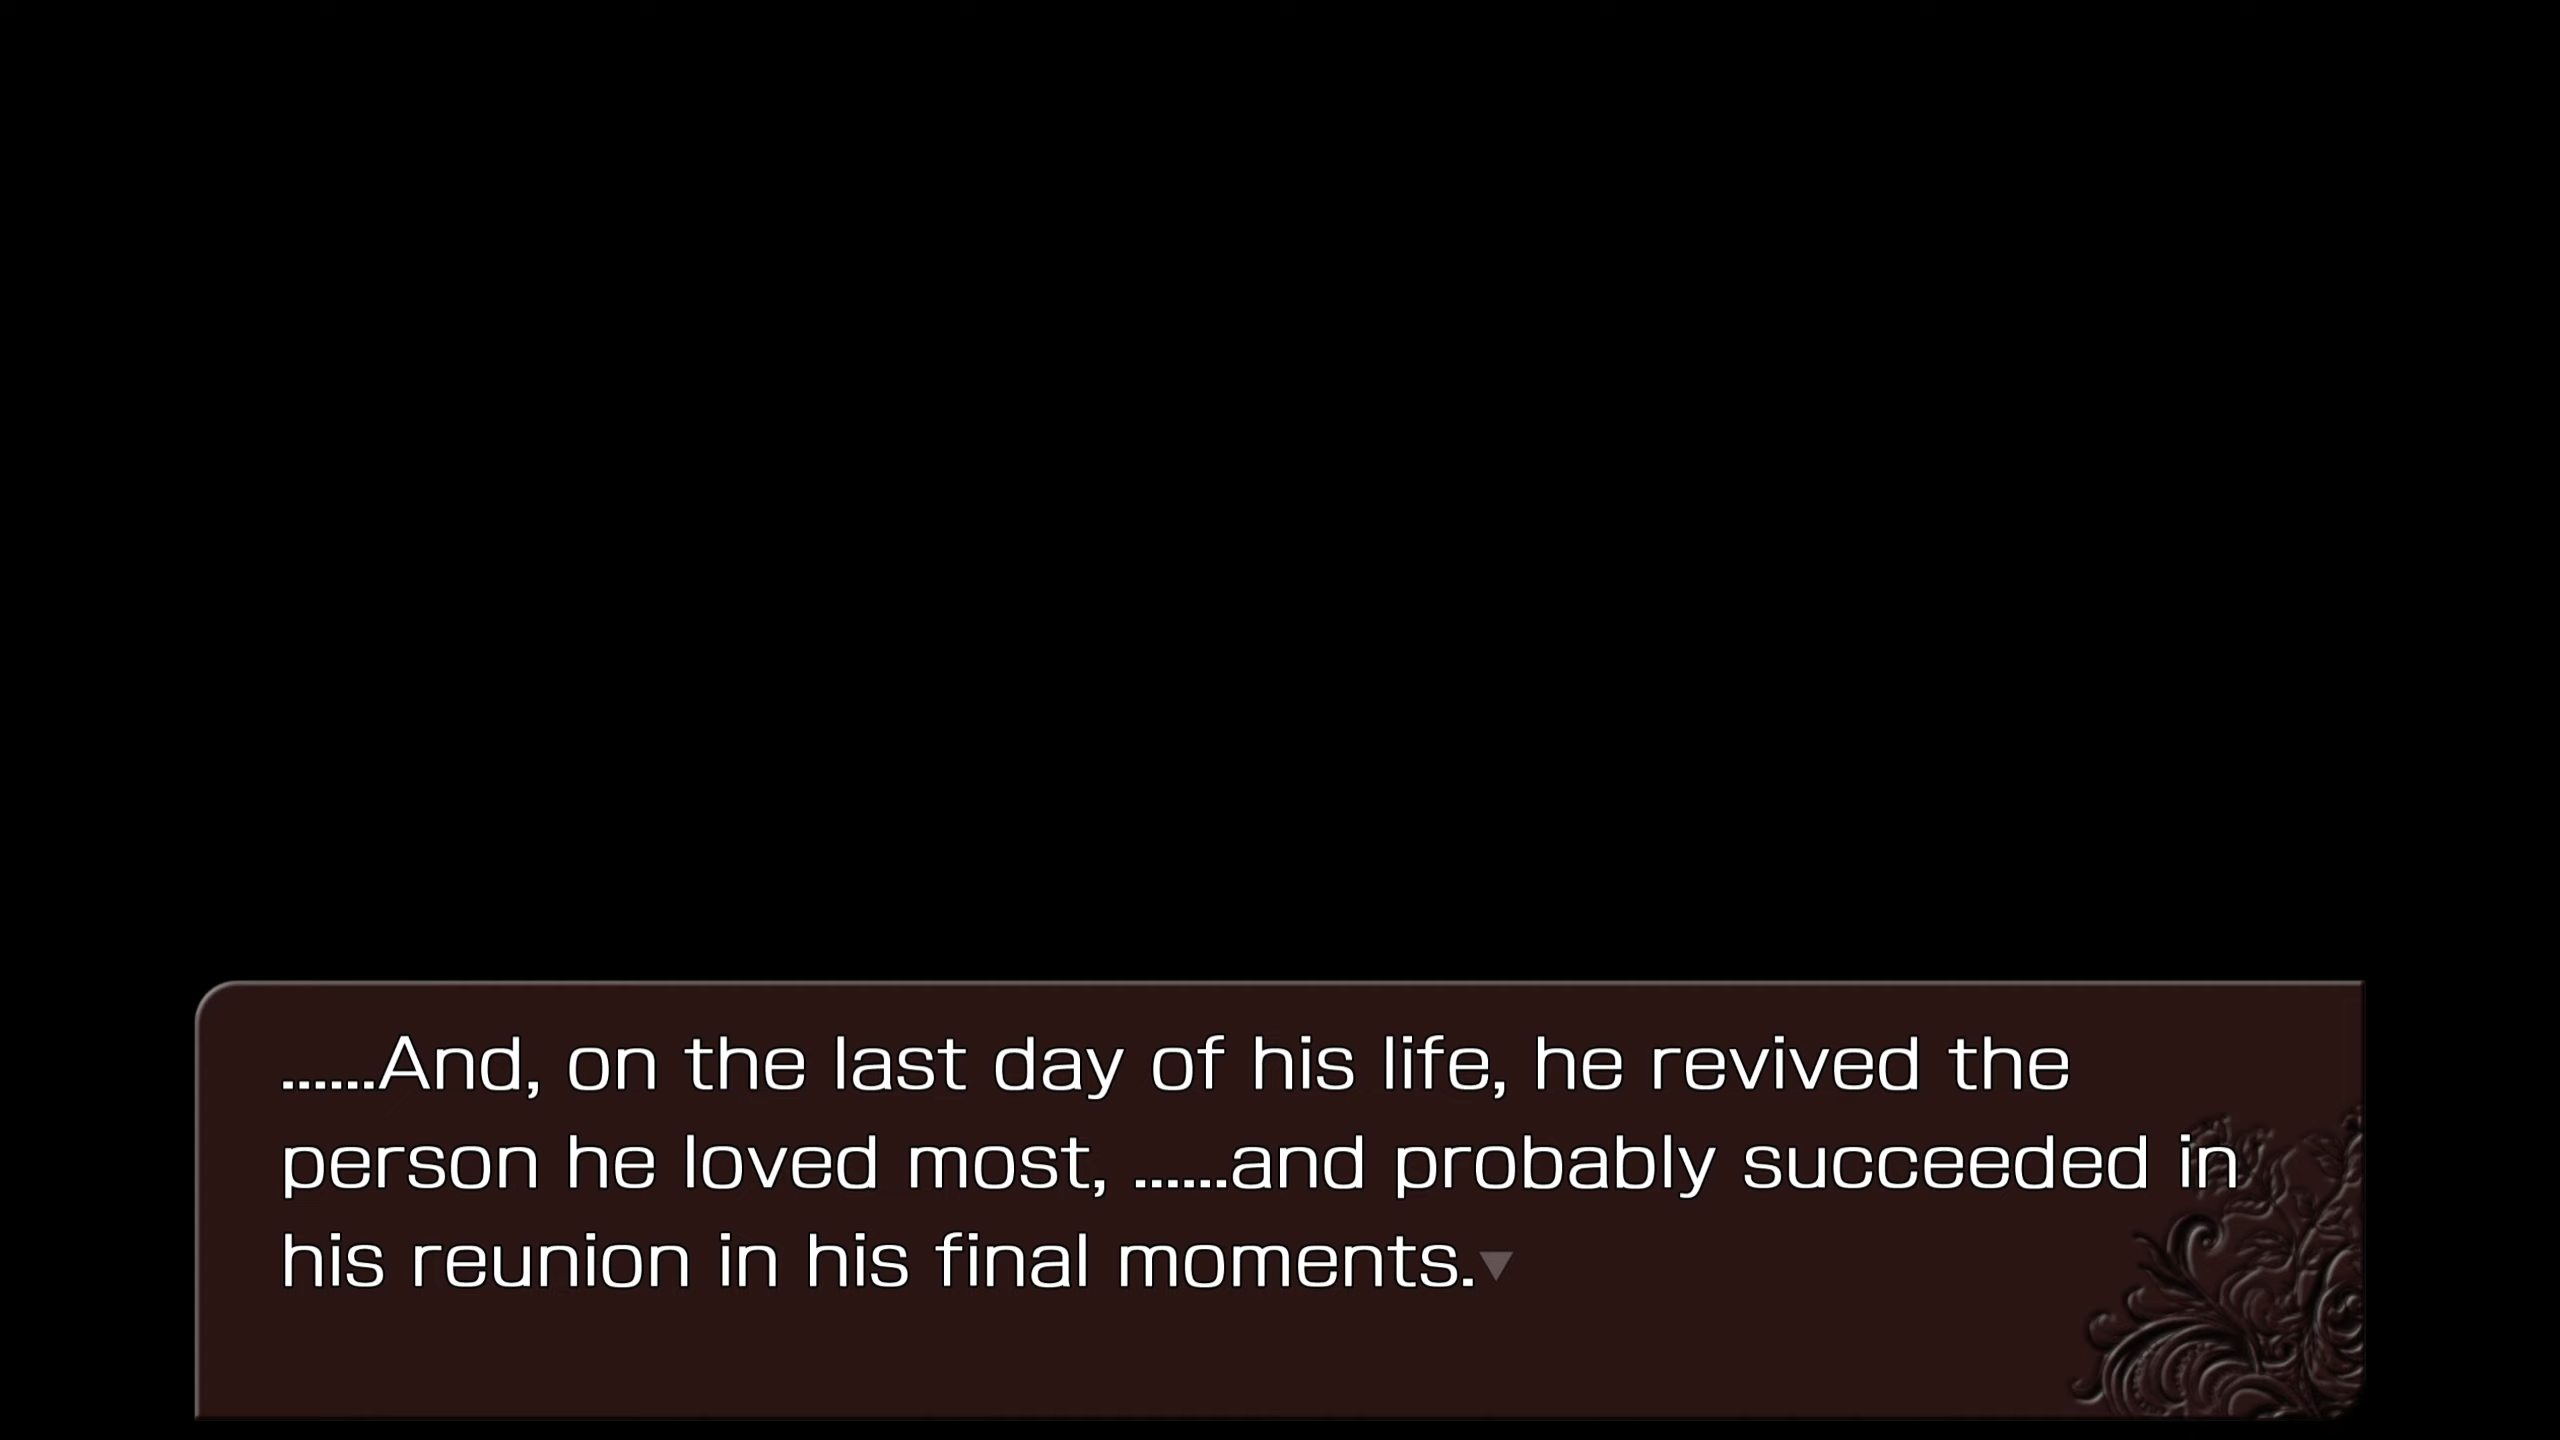 ......And, on the last day of his life, he revived the
person he loved most, ......and probably succeeded in
his reunion in his final moments.